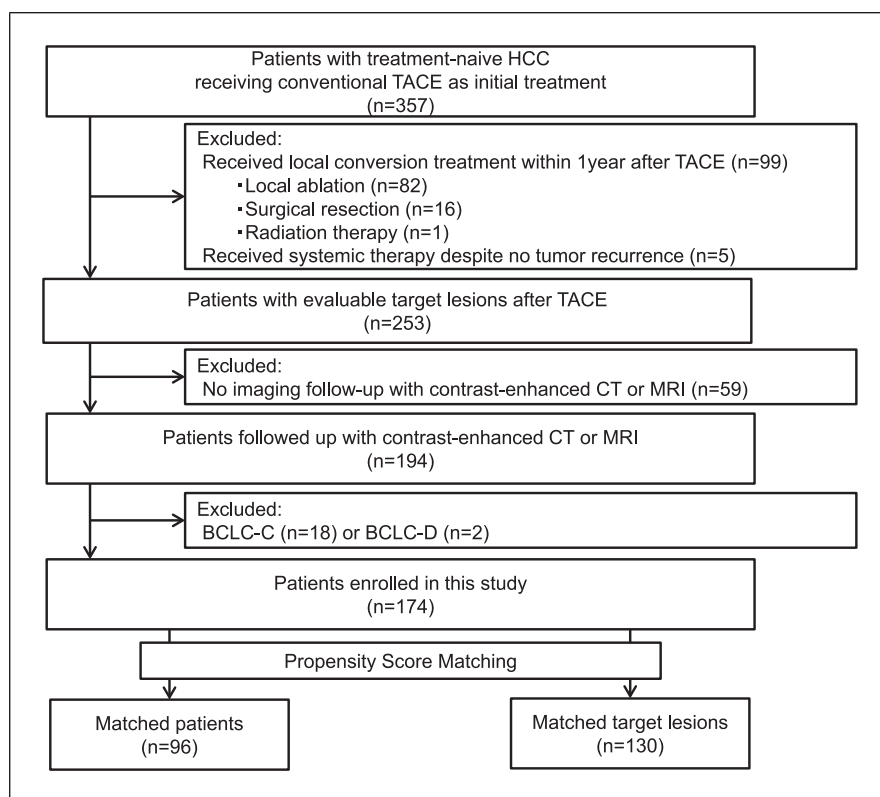 Patients with treatment-naive HCC
receiving conventional TACE as initial treatment
(n=357)
Excluded:
Received local conversion treatment within 1year after TACE (n=99)
・Local ablation (n=82)
・Surgical resection (n=16)
・Radiation therapy (n=1)
Received systemic therapy despite no tumor recurrence (n=5)
Patients with evaluable target lesions after TACE
(n=253)
Excluded:
No imaging follow-up with contrast-enhanced CT or MRI (n=59)
Patients followed up with contrast-enhanced CT or MRI
(n=194)
Excluded:
BCLC-C (n=18) or BCLC-D (n=2)
Patients enrolled in this study
(n=174)
Propensity Score Matching
Matched patients
(n=96)
Matched target lesions
(n=130)